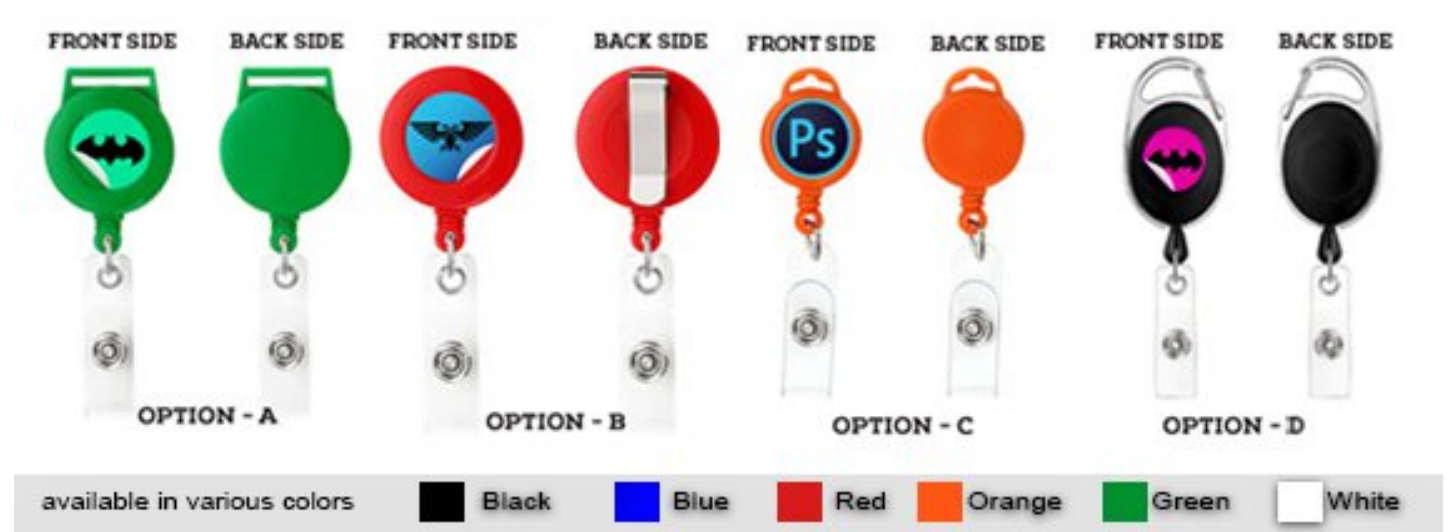 FRONT SIDE BACK SIDE FRONT SIDE BACK SIDE FRONT SIDE BACK SIDE FRONT SIDE BACK SIDE
Ps
OPTION - A OPTION - B OPTION - C OPTION - D
available in various colors Black Blue Red Orange Green White